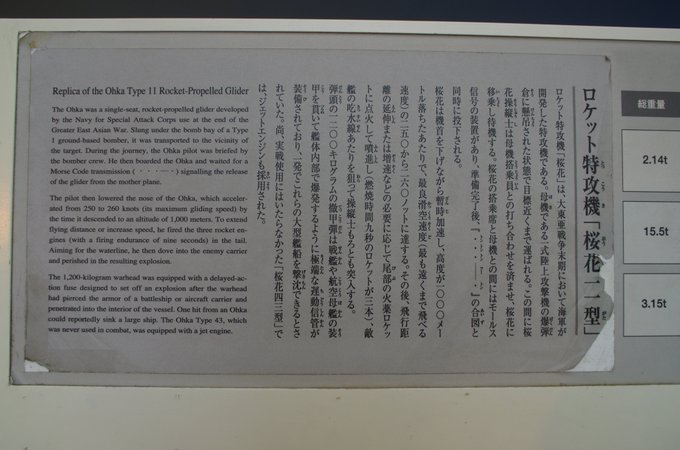 ロケット特攻機「桜花一一型」
ロケット特攻機「桜花」は、大東亜戦争末期において海軍が
開発した特攻機である。母機である一式陸上攻撃機の爆弾
倉に懸吊された状態で目標近くまで運ばれる。この間に桜
花操縦士は母機搭乗員との打ち合わせを済ませ、桜花に
移乗し待機する。桜花の搭乗席と母機との間にはモールス
信号の装置があり、準備完了後、「・・・―・」の合図と
同時に投下される。
桜花は機首を下げながら暫時加速し、高度が一〇〇〇メー
トル落ちたあたりで、最良滑空速度(最も遠くまで飛べる
速度)の二五〇から二六〇ノットに達する。その後、飛行距
離の延伸または増速などの必要に応じて尾部の火薬ロケッ
トに点火して噴進し(燃焼時間九秒のロケットが三本)、敵
艦の吃水線あたりを狙って操縦士もろとも突入する。
弾頭の一二〇〇キログラムの徹甲弾は戦艦や航空母艦の装
甲を貫いて艦体内部で爆発するように極端な遅動信管が
装備されており、一発でこれらの大型艦船を撃沈できるとさ
れていた。尚、実戦使用にはいたらなかった「桜花四三型」で
は、ジェットエンジンも採用された。
Replica of the Ohka Type 11 Rocket-Propelled Glider
The Ohka was a single-seat, rocket-propelled glider developed
by the Navy for Special Attack Corps use at the end of the
Greater East Asian War. Slung under the bomb bay of a Type
1 ground-based bomber, it was transported to the vicinity of
the target. During the journey, the Ohka pilot was briefed by
the bomber crew. He then boarded the Ohka and waited for a
Morse Code transmission ( · · · — · ) signalling the release
of the glider from the mother plane.
The pilot then lowered the nose of the Ohka, which acceler-
ated from 250 to 260 knots (its maximum gliding speed) by
the time it descended to an altitude of 1,000 meters. To extend
flying distance or increase speed, he fired the three rocket en-
gines (with a firing endurance of nine seconds) in the tail.
Aiming for the waterline, he then dove into the enemy carrier
and perished in the resulting explosion.
The 1,200-kilogram warhead was equipped with a delayed-ac-
tion fuse designed to set off an explosion after the warhead
had pierced the armor of a battleship or aircraft carrier and
penetrated into the interior of the vessel. One hit from an Ohka
could reportedly sink a large ship. The Ohka Type 43, which
was never used in combat, was equipped with a jet engine.
総重量
2.14t
15.5t
3.15t